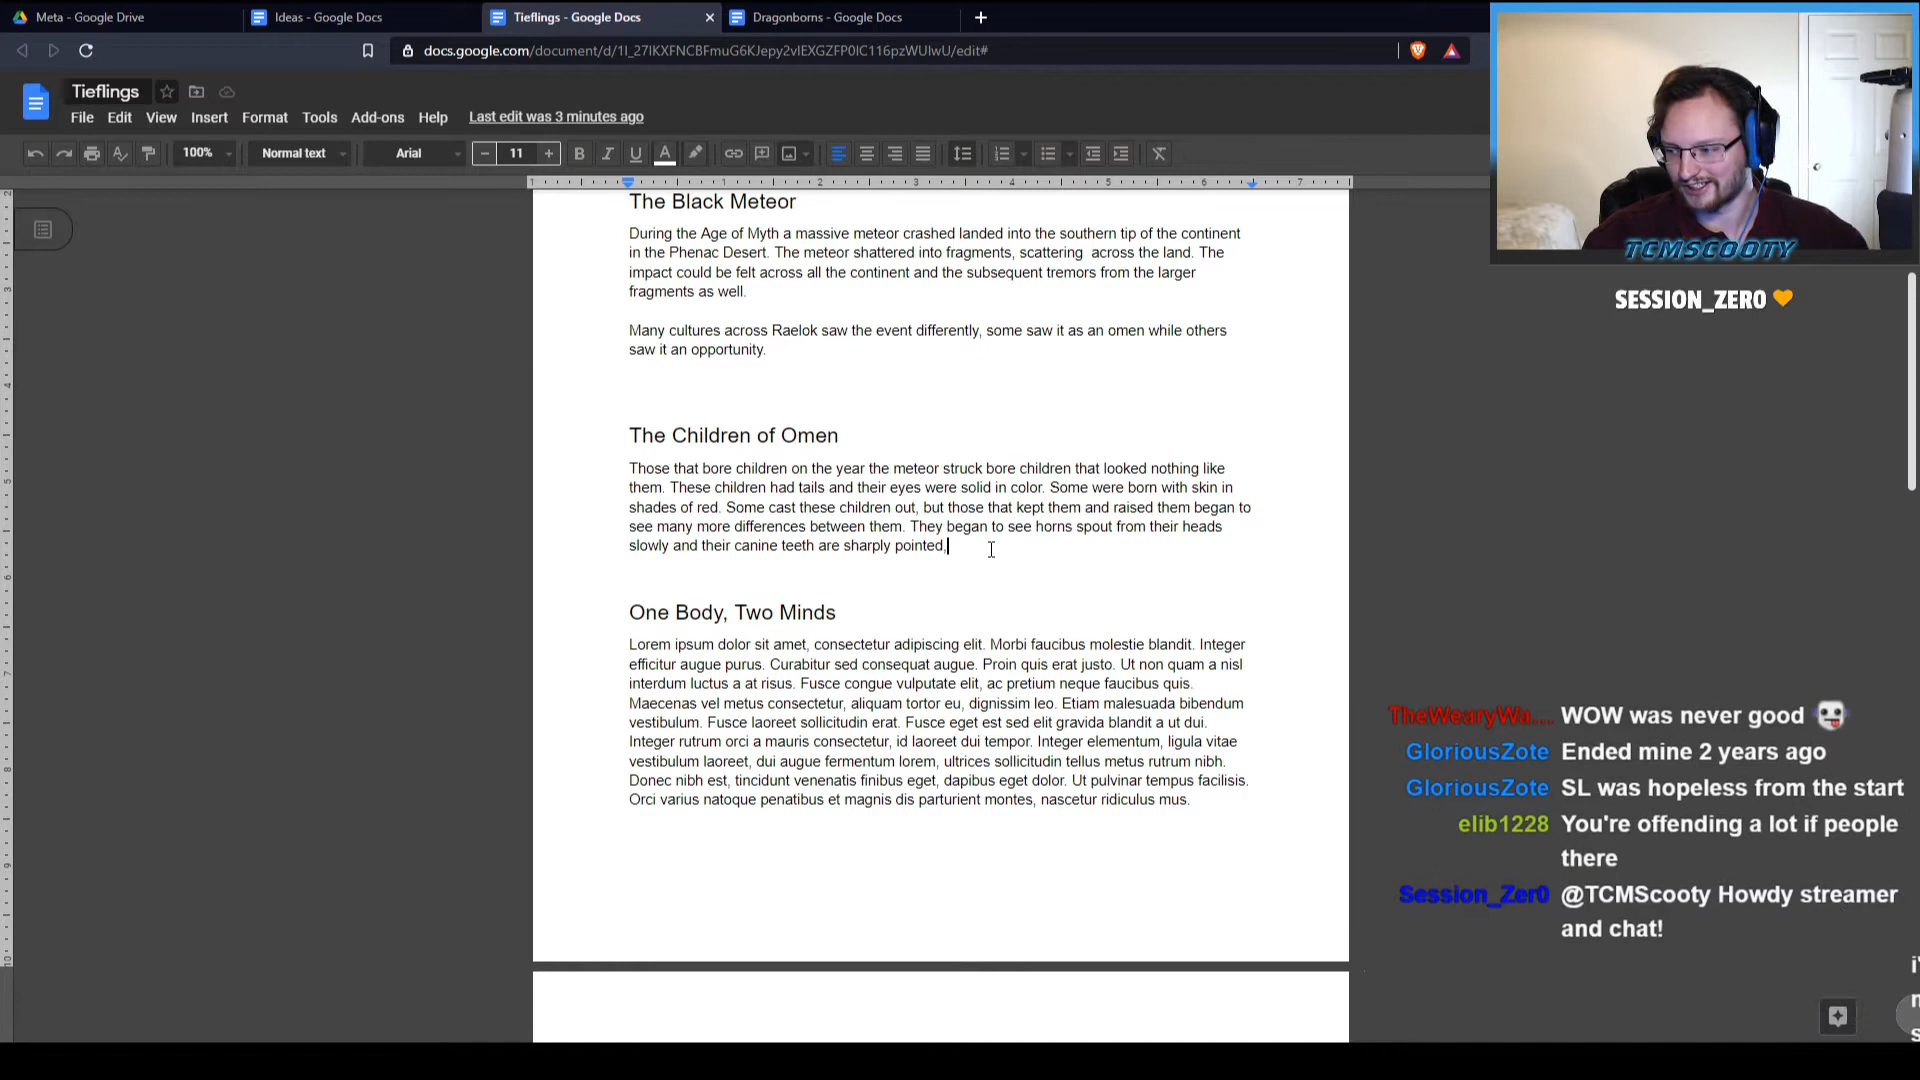 Meta - Google Drive
Ideas - Google Docs
Tieflings - Google Docs
Dragonborns - Google Docs
docs.google.com/document/d/1I_27IKXFNCBFmuG6KJepy2vIEXGZFP0IC116pzWUIwU/edit#
Tieflings
File Edit View Insert Format Tools Add-ons Help Last edit was 3 minutes ago
100% Normal text Arial 11
1 1 2 3 4 5 6 7
The Black Meteor
During the Age of Myth a massive meteor crashed landed into the southern tip of the continent
in the Phenac Desert. The meteor shattered into fragments, scattering  across the land. The
impact could be felt across all the continent and the subsequent tremors from the larger
fragments as well.
Many cultures across Raelok saw the event differently, some saw it as an omen while others
saw it an opportunity.
The Children of Omen
Those that bore children on the year the meteor struck bore children that looked nothing like
them. These children had tails and their eyes were solid in color. Some were born with skin in
shades of red. Some cast these children out, but those that kept them and raised them began to
see many more differences between them. They began to see horns spout from their heads
slowly and their canine teeth are sharply pointed,
One Body, Two Minds
Lorem ipsum dolor sit amet, consectetur adipiscing elit. Morbi faucibus molestie blandit. Integer
efficitur augue purus. Curabitur sed consequat augue. Proin quis erat justo. Ut non quam a nisl
interdum luctus a at risus. Fusce congue vulputate elit, ac pretium neque faucibus quis.
Maecenas vel metus consectetur, aliquam tortor eu, dignissim leo. Etiam malesuada bibendum
vestibulum. Fusce laoreet sollicitudin erat. Fusce eget est sed elit gravida blandit a ut dui.
Integer rutrum orci a mauris consectetur, id laoreet dui tempor. Integer elementum, ligula vitae
vestibulum laoreet, dui augue fermentum lorem, ultrices sollicitudin tellus metus rutrum nibh.
Donec nibh est, tincidunt venenatis finibus eget, dapibus eget dolor. Ut pulvinar tempus facilisis.
Orci varius natoque penatibus et magnis dis parturient montes, nascetur ridiculus mus.
TCMSCOOTY
SESSION_ZER0 🧡
TheWearyWa... WOW was never good
GloriousZote Ended mine 2 years ago
GloriousZote SL was hopeless from the start
elib1228 You're offending a lot if people
there
Session_Zer0 @TCMScooty Howdy streamer
and chat!